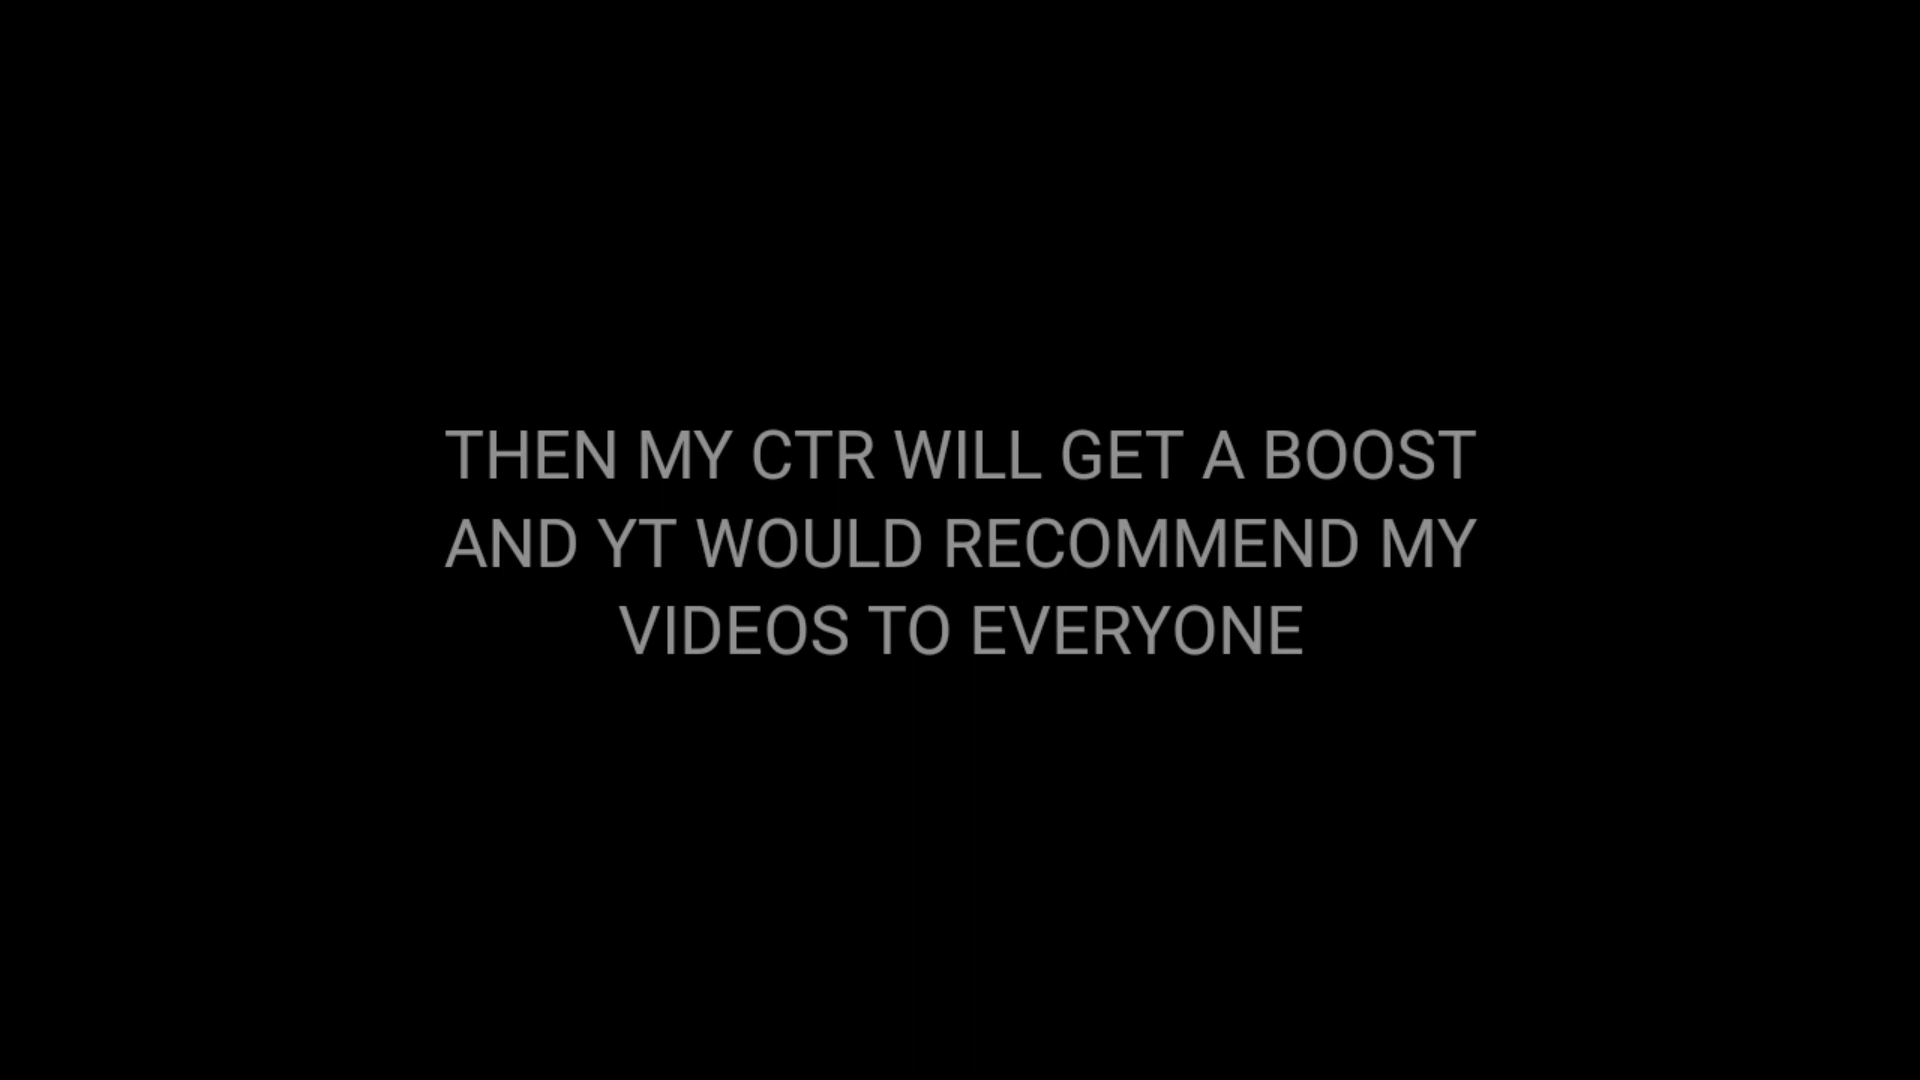 THEN MY CTR WILL GET A BOOST
AND YT WOULD RECOMMEND MY
VIDEOS TO EVERYONE